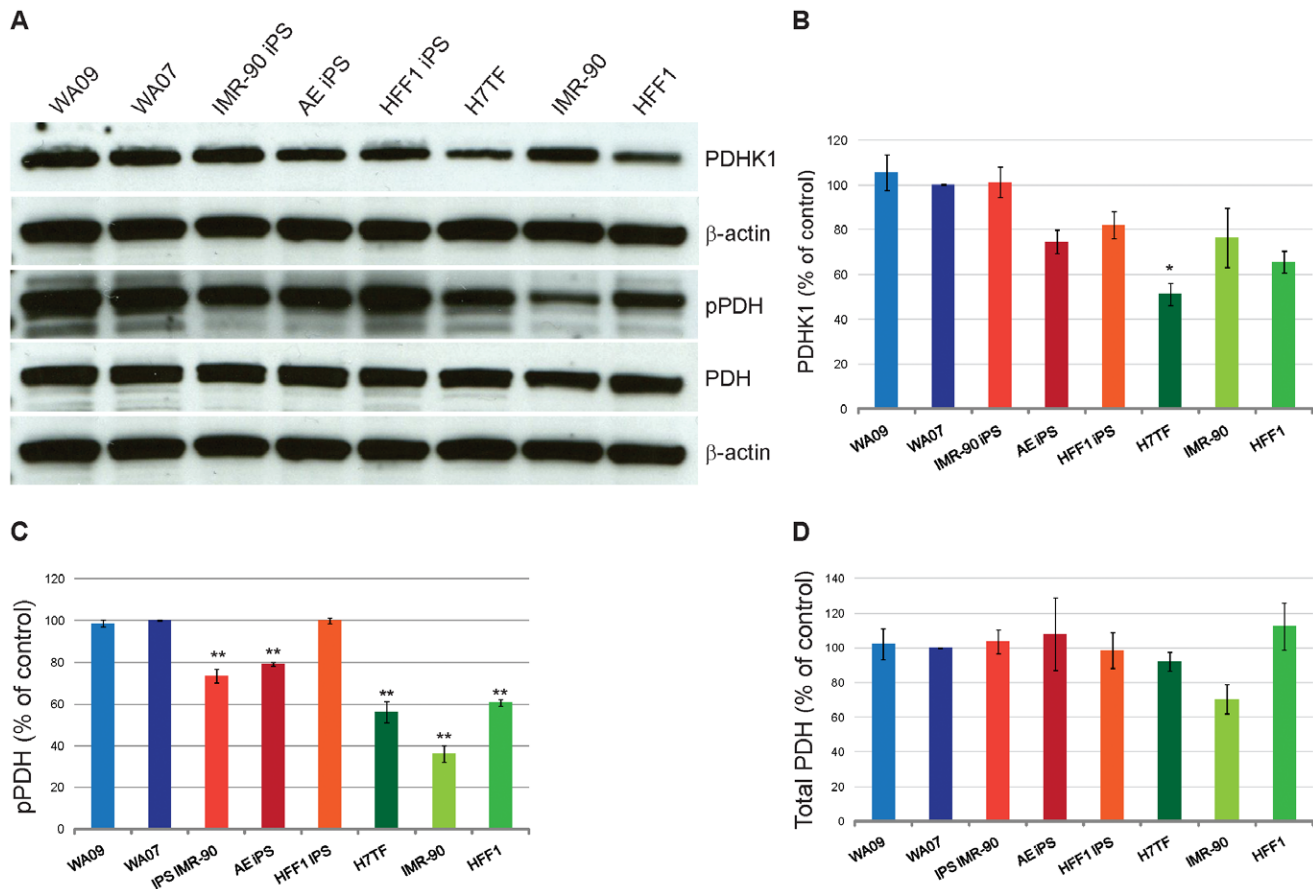 A
WA09
WA07
IMR-90 iPS
AE iPS
HFF1 iPS
H7TF
IMR-90
HFF1
PDHK1
β-actin
pPDH
PDH
β-actin
B
PDHK1 (% of control)
120
100
80
60
40
20
0
*
WA09
WA07
IMR-90 iPS
AE iPS
HFF1 iPS
H7TF
IMR-90
HFF1
C
pPDH (% of control)
120
100
80
60
40
20
0
**
**
**
**
**
WA09
WA07
IPS IMR-90
AE iPS
HFF1 IPS
H7TF
IMR-90
HFF1
D
Total PDH (% of control)
140
120
100
80
60
40
20
0
WA09
WA07
IPS IMR-90
AE iPS
HFF1 IPS
H7TF
IMR-90
HFF1